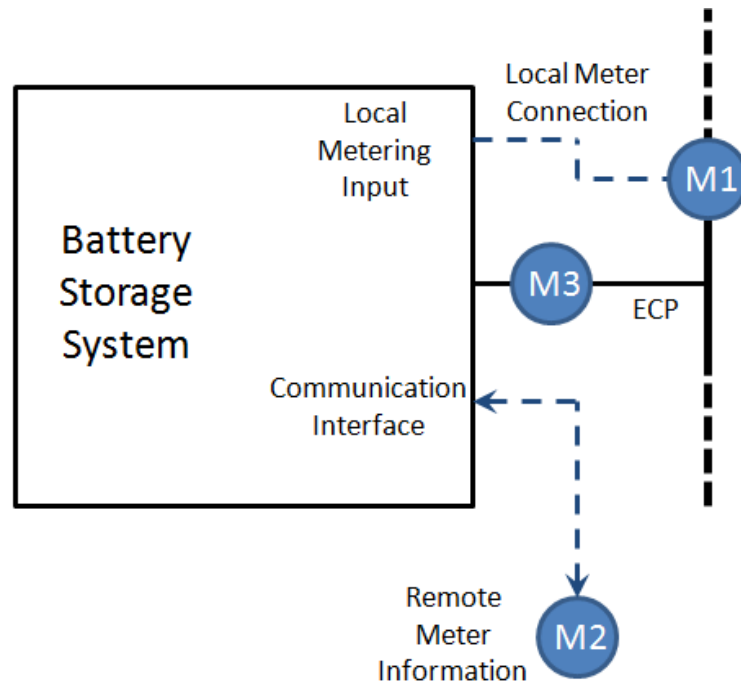 Local Meter
Connection
Local
Metering
Input
M1
Battery
Storage
System
M3
ECP
Communication
Interface
Remote
Meter
Information
M2